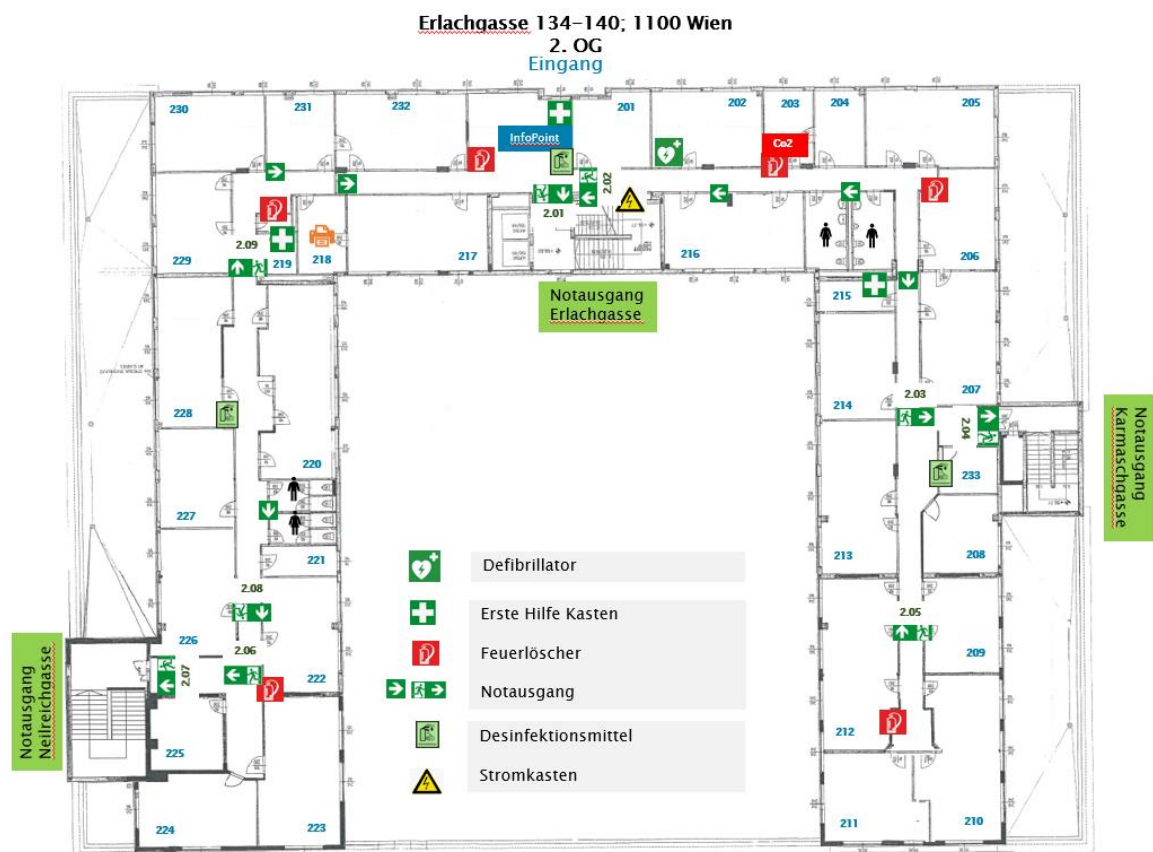 Erlachgasse 134-140; 1100 Wien
2. OG
Eingang
230
231
232
201
202
203
204
205
InfoPoint
Co2
2.02
2.01
2.09
229
219
218
217
216
206
Notausgang
Erlachgasse
215
228
214
207
2.03
2.04
233
Notausgang
Karmaschgasse
220
227
221
213
208
Defibrillator
2.08
Erste Hilfe Kasten
2.05
226
2.06
Feuerlöscher
209
2.07
222
Notausgang
Notausgang
Neilreichgasse
225
Desinfektionsmittel
212
Stromkasten
224
223
211
210